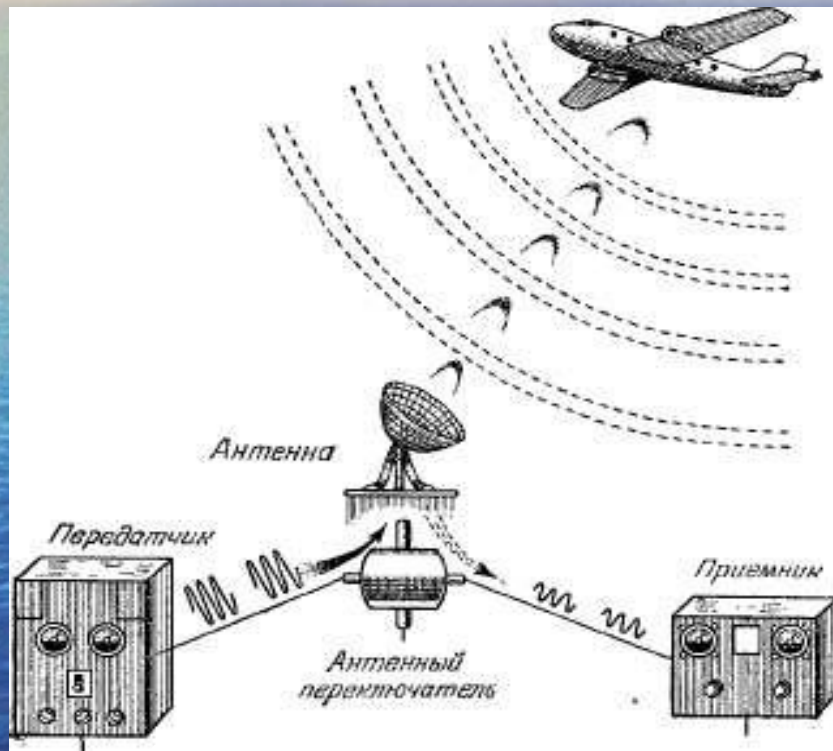 Антенна
Передатчик
Приемник
Антенный
переключатель